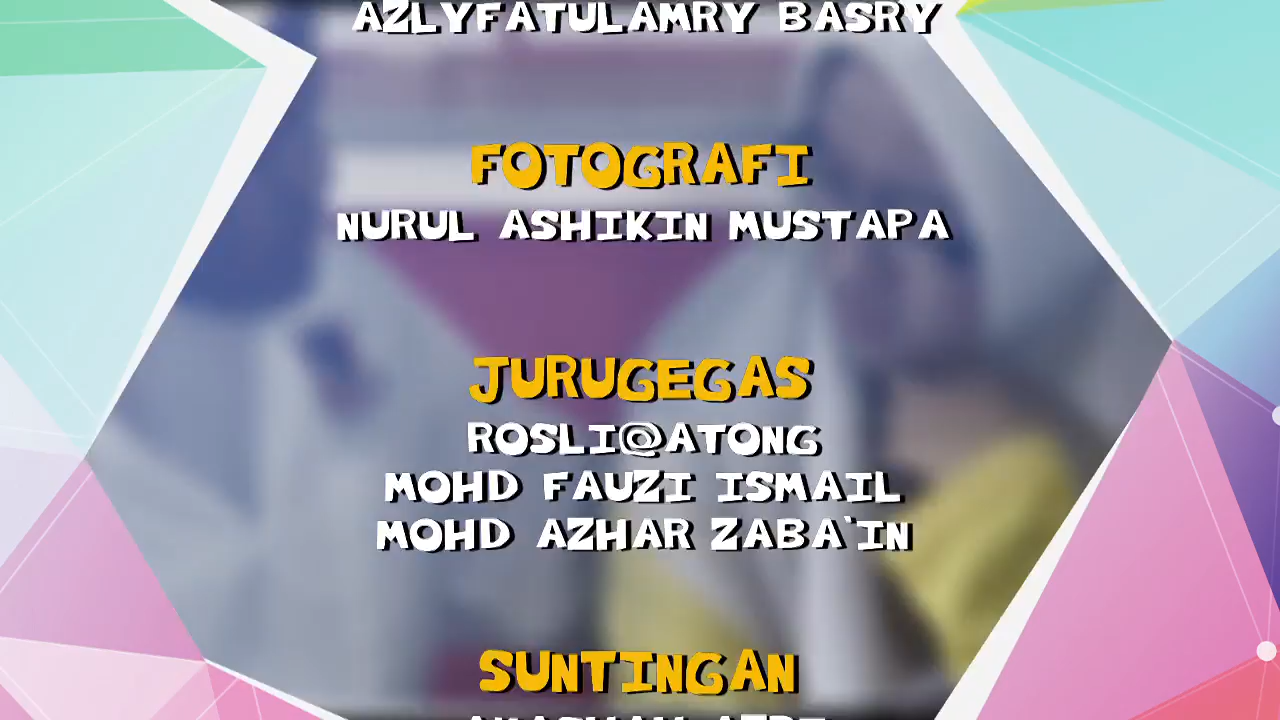 AZLYFATULAMRY BASRY
FOTOGRAFI
NURUL ASHIKIN MUSTAPA
JURUGEGAS
ROSLI@ATONG
MOHD FAUZI ISMAIL
MOHD AZHAR ZABA'IN
SUNTINGAN